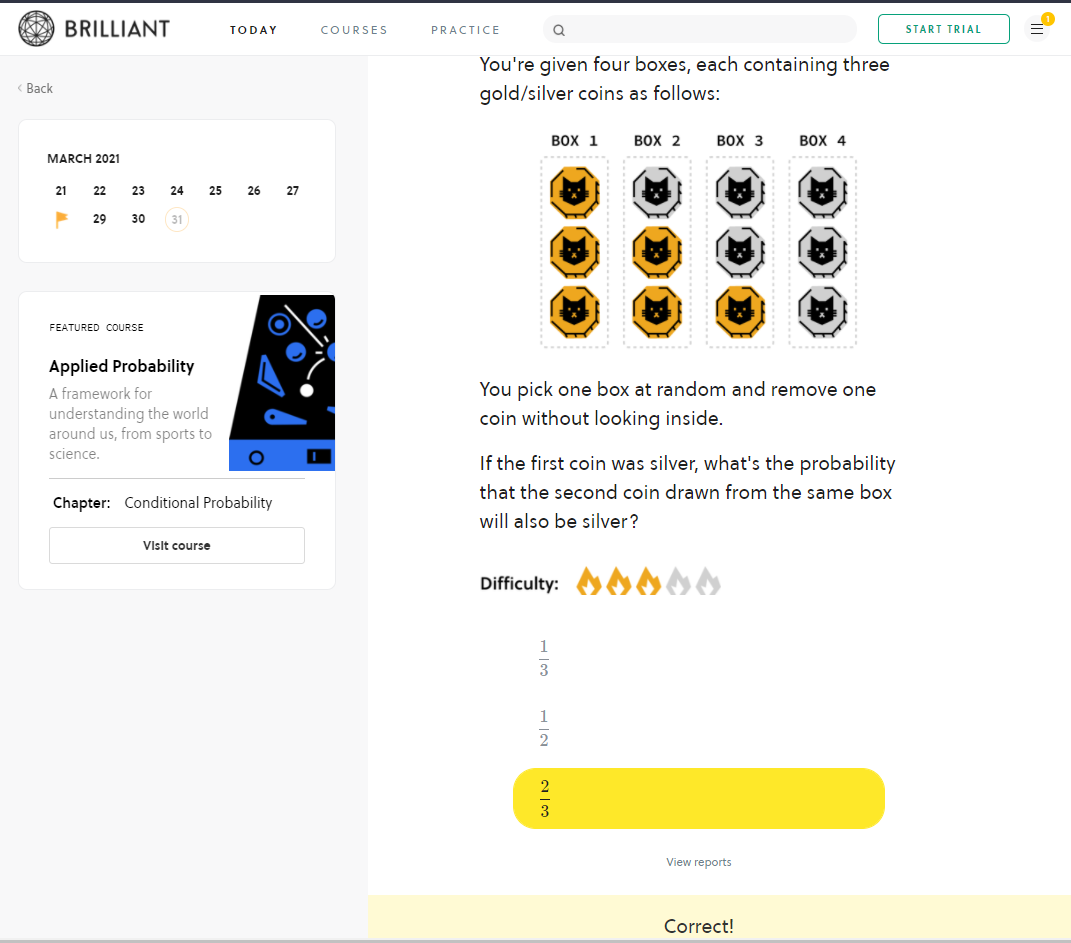 BRILLIANT
TODAY COURSES PRACTICE
START TRIAL
1
Back
MARCH 2021
21 22 23 24 25 26 27
29 30 31
FEATURED COURSE
Applied Probability
A framework for
understanding the world
around us, from sports to
science.
Chapter: Conditional Probability
Visit course
You're given four boxes, each containing three
gold/silver coins as follows:
BOX 1 BOX 2 BOX 3 BOX 4
You pick one box at random and remove one
coin without looking inside.
If the first coin was silver, what's the probability
that the second coin drawn from the same box
will also be silver?
Difficulty:
1
3
1
2
2
3
View reports
Correct!